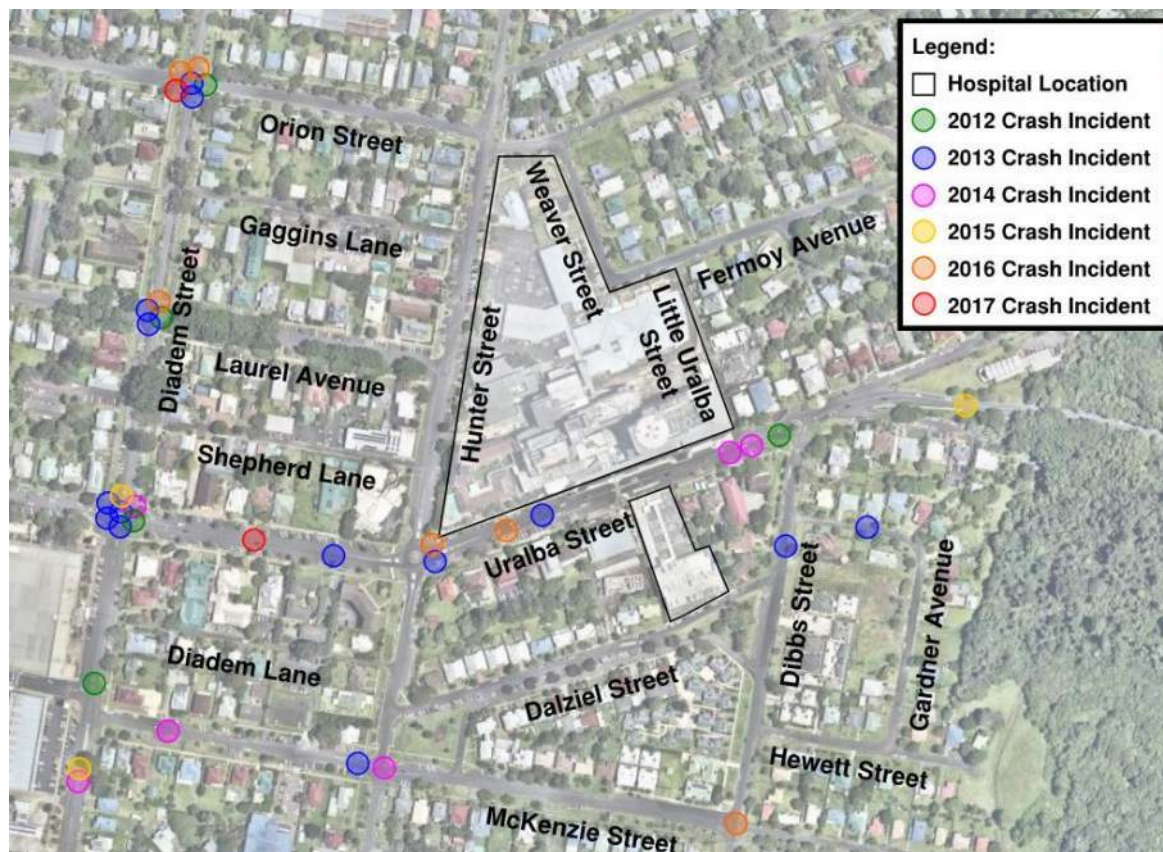 Legend:
Hospital Location
2012 Crash Incident
2013 Crash Incident
2014 Crash Incident
2015 Crash Incident
2016 Crash Incident
2017 Crash Incident
Orion Street
Weaver Street
Gaggins Lane
Fermoy Avenue
Diadem Street
Little Uralba
Street
Laurel Avenue
Hunter Street
Shepherd Lane
Uralba Street
Dibbs Street
Gardner Avenue
Diadem Lane
Dalziel Street
Hewett Street
McKenzie Street